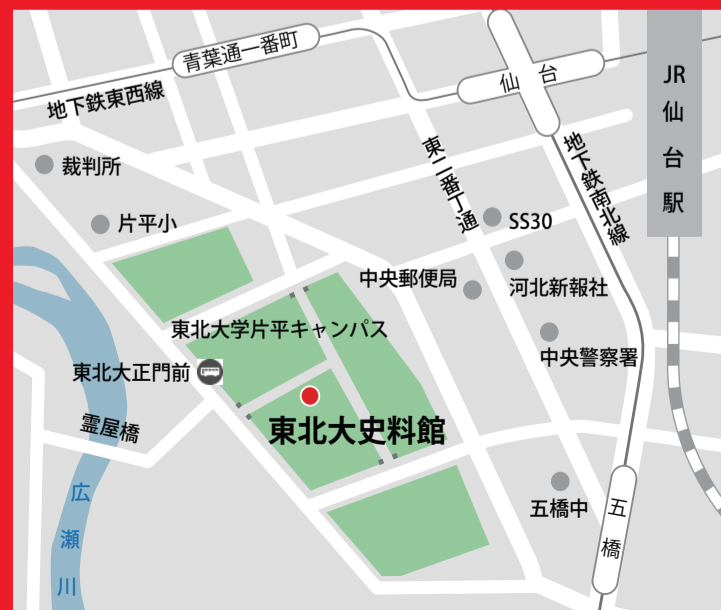 青葉通一番町
仙台
JR
仙
台
駅
地下鉄東西線
東二番丁通
地下鉄南北線
裁判所
片平小
SS30
中央郵便局
河北新報社
東北大学片平キャンパス
中央警察署
東北大正門前
東北大史料館
霊屋橋
広
瀬
川
五橋中
五
橋